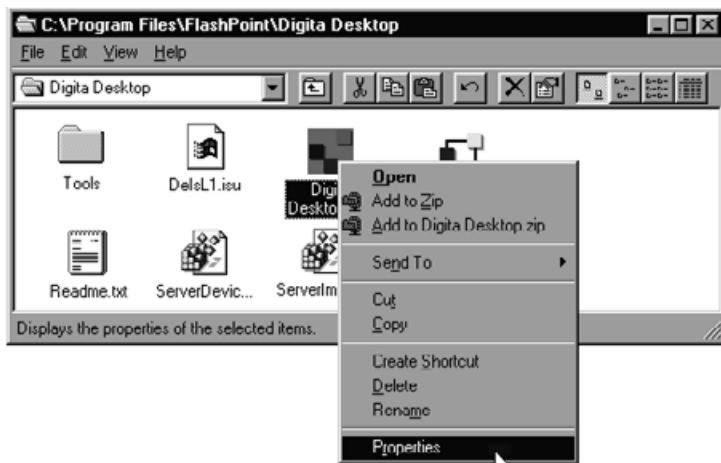 C:\Program Files\FlashPoint\Digita Desktop
File Edit View Help
Digita Desktop
Tools
DelsL1.isu
Digi
Deskto
Readme.txt
ServerDevic...
ServerIm
Displays the properties of the selected items.
Open
Add to Zip
Add to Digita Desktop.zip
Send To
Cut
Copy
Create Shortcut
Delete
Rename
Properties